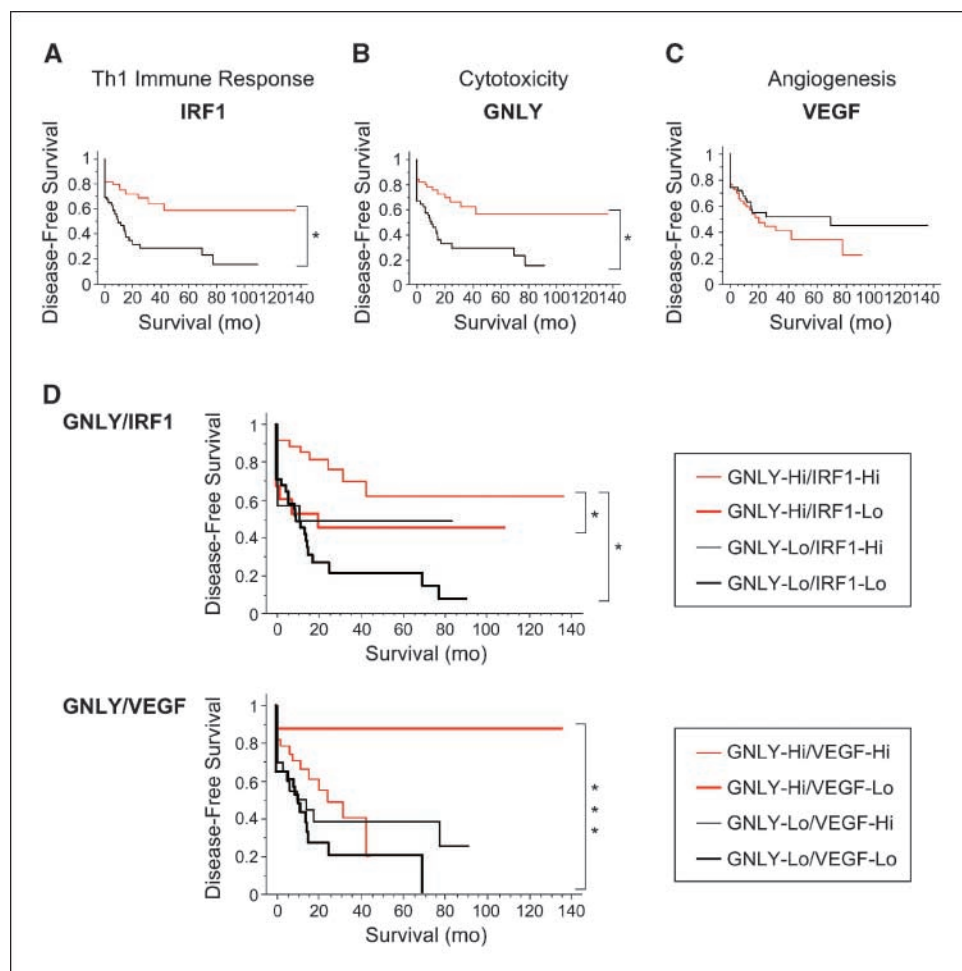 A
Th1 Immune Response
IRF1
Disease-Free Survival
1
0.8
0.6
0.4
0.2
0
0 20 40 60 80 100 120 140
Survival (mo)
*
B
Cytotoxicity
GNLY
Disease-Free Survival
1
0.8
0.6
0.4
0.2
0
0 20 40 60 80 100 120 140
Survival (mo)
*
C
Angiogenesis
VEGF
Disease-Free Survival
1
0.8
0.6
0.4
0.2
0
0 20 40 60 80 100 120 140
Survival (mo)
D
GNLY/IRF1
Disease-Free Survival
1
0.8
0.6
0.4
0.2
0
0 20 40 60 80 100 120 140
Survival (mo)
*
*
GNLY-Hi/IRF1-Hi
GNLY-Hi/IRF1-Lo
GNLY-Lo/IRF1-Hi
GNLY-Lo/IRF1-Lo
GNLY/VEGF
Disease-Free Survival
1
0.8
0.6
0.4
0.2
0
0 20 40 60 80 100 120 140
Survival (mo)
*
*
*
GNLY-Hi/VEGF-Hi
GNLY-Hi/VEGF-Lo
GNLY-Lo/VEGF-Hi
GNLY-Lo/VEGF-Lo